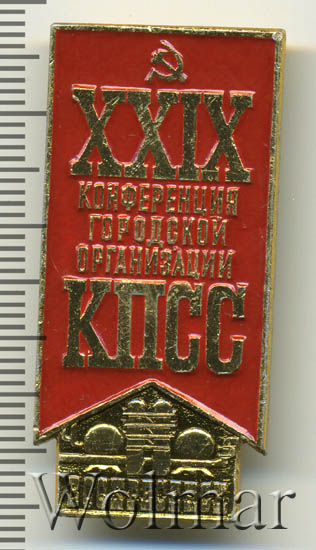 XXIX
КОНФЕРЕНЦИЯ
ГОРОДСКОЙ
ОРГАНИЗАЦИИ
КПСС
Wolmar